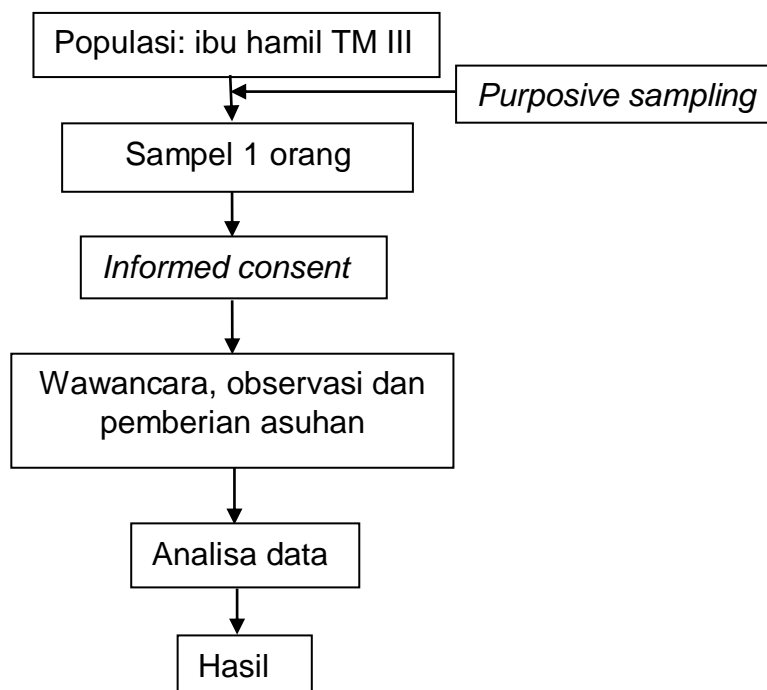 Populasi: ibu hamil TM III
Purposive sampling
Sampel 1 orang
Informed consent
Wawancara, observasi dan
pemberian asuhan
Analisa data
Hasil